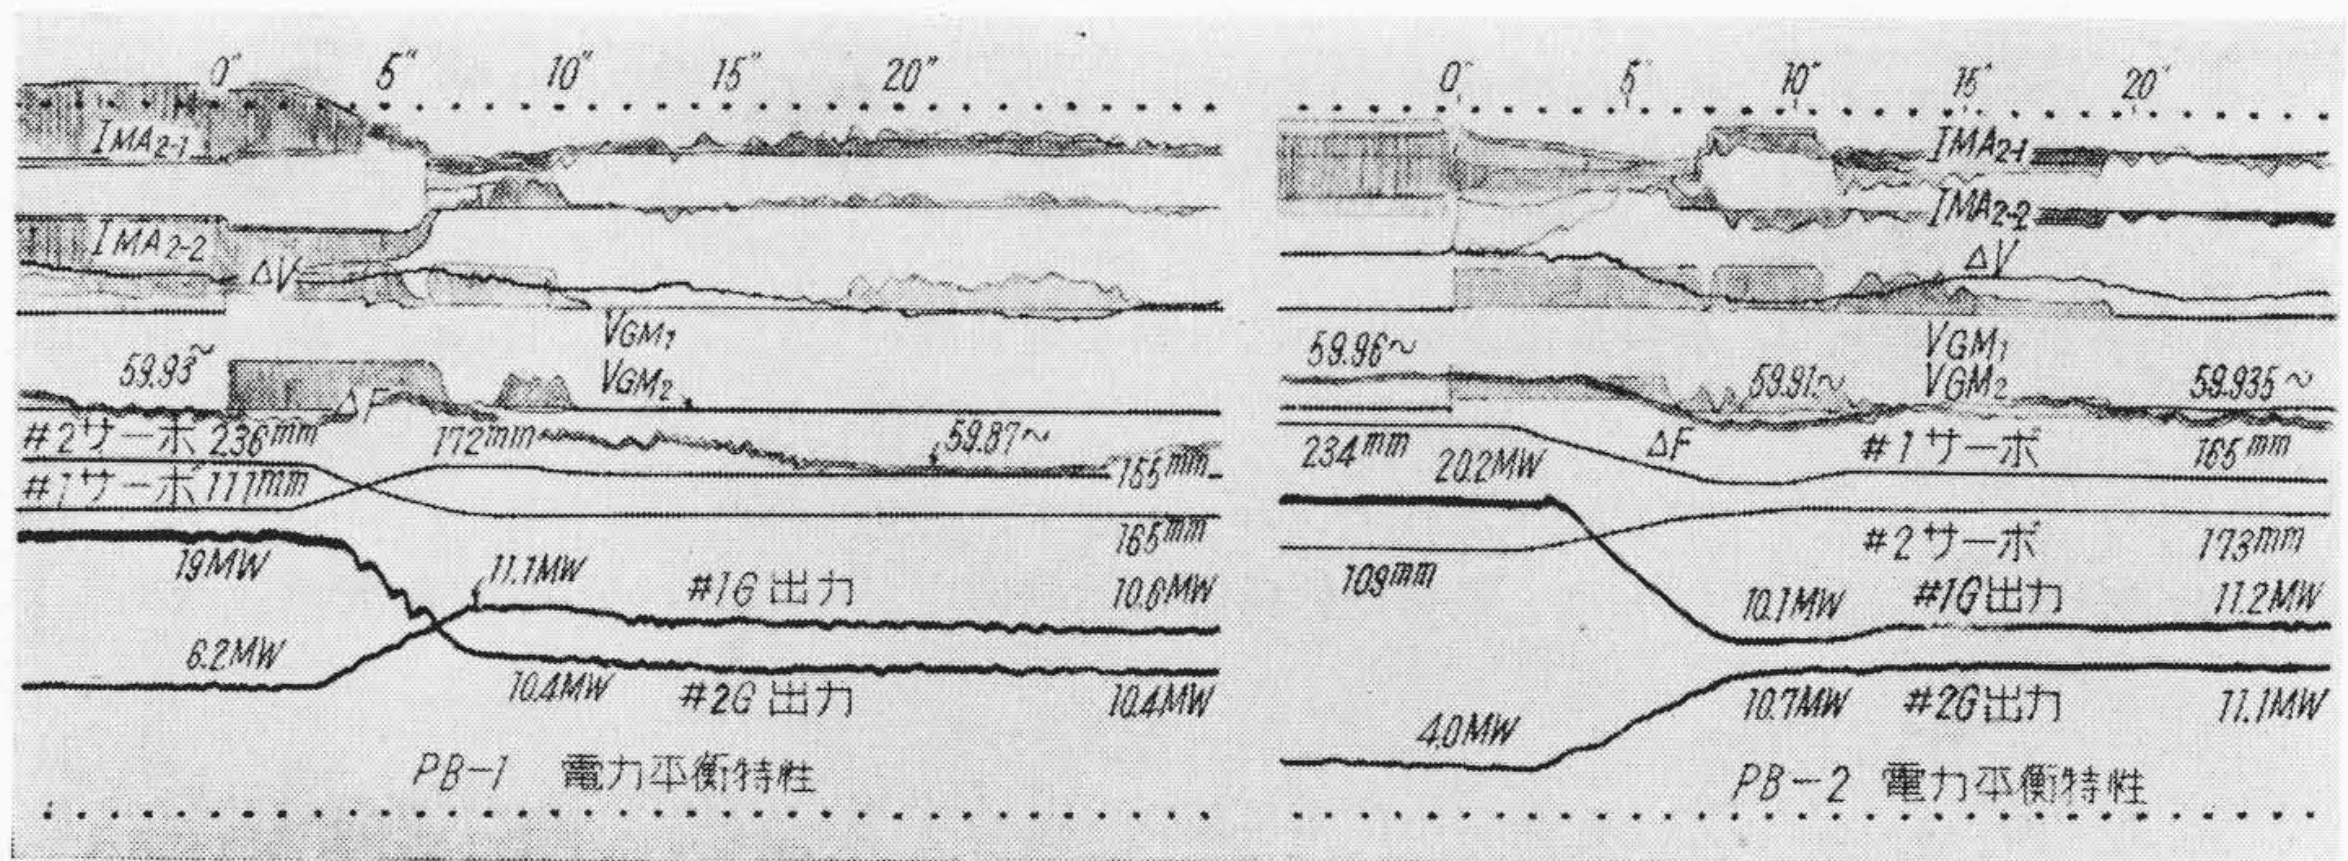 0" 5" 10" 15" 20"
IMA2-1
IMA2-2
ΔV
VGM1
VGM2
59.93~
ΔF
#2サーボ 236mm
172mm
59.87~
155mm
#1サーボ 111mm
165mm
19MW
11.1MW
#1G 出力
10.6MW
6.2MW
10.4MW
#2G 出力
10.4MW
PB-1 電力平衡特性
0" 5" 10" 15" 20"
IMA2-1
IMA2-2
ΔV
59.96~
VGM1
VGM2
59.91~
59.935~
234mm
20.2MW
ΔF
#1サーボ
165mm
109mm
#2サーボ
173mm
10.1MW
#1G出力
11.2MW
4.0MW
10.7MW
#2G出力
11.1MW
PB-2 電力平衡特性